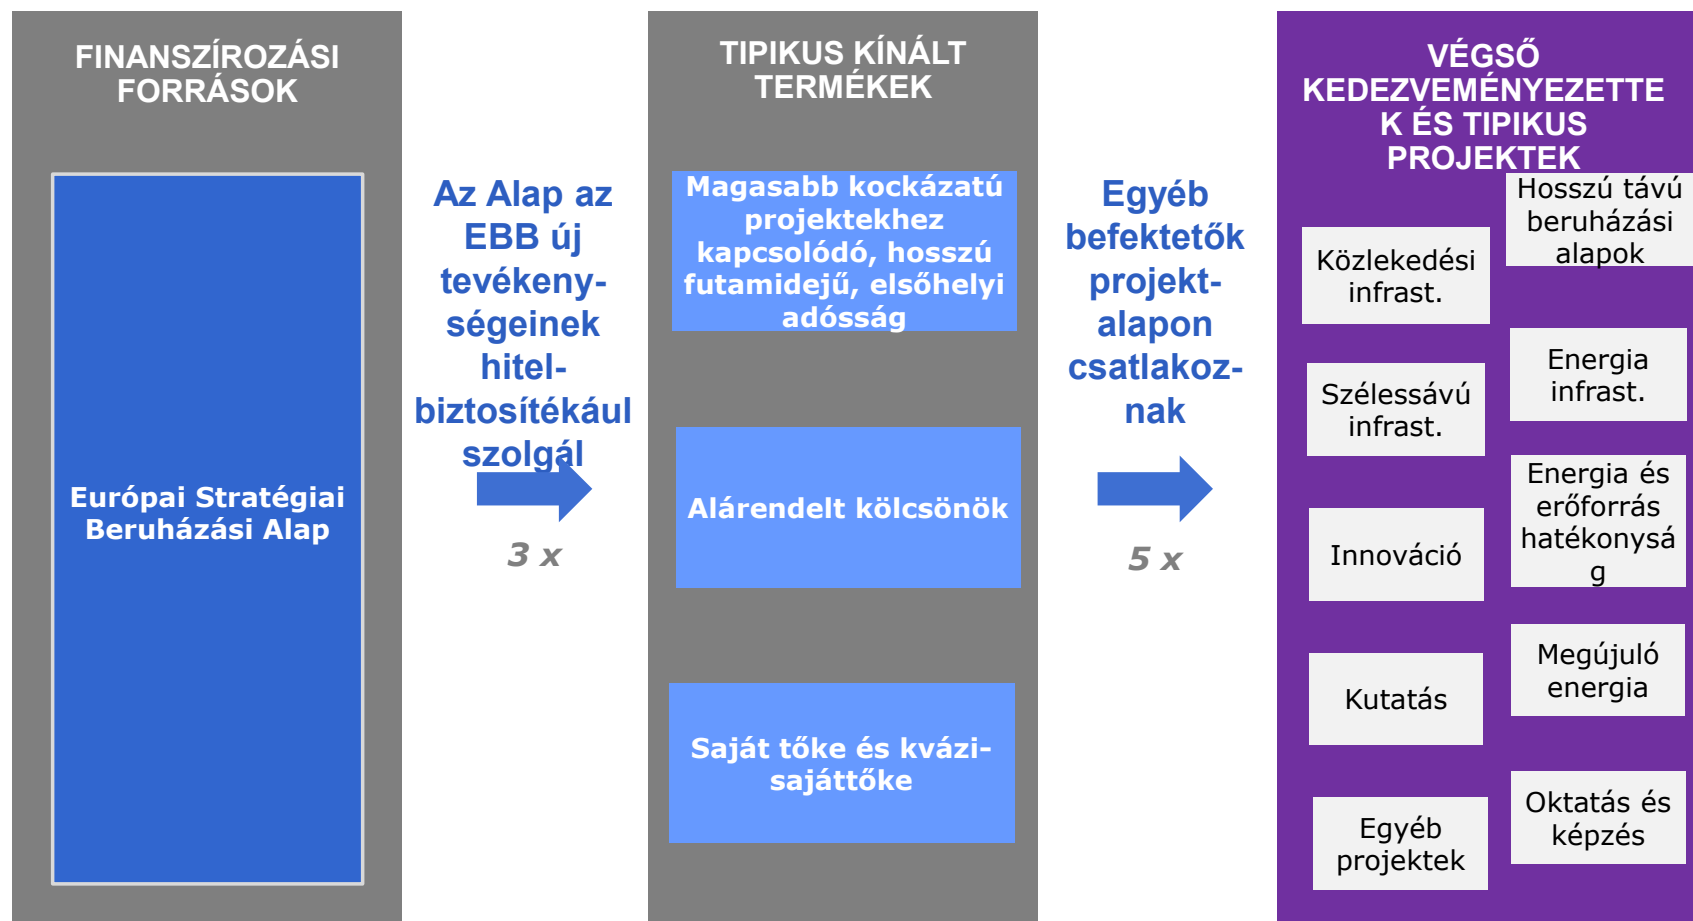 FINANSZÍROZÁSI
FORRÁSOK
Európai Stratégiai
Beruházási Alap
Az Alap az
EBB új
tevékeny-
ségeinek
hitel-
biztosítékául
szolgál
3 x
TIPIKUS KÍNÁLT
TERMÉKEK
Magasabb kockázatú
projektekhez
kapcsolódó, hosszú
futamidejű, elsőhelyi
adósság
Alárendelt kölcsönök
Saját tőke és kvázi-
sajáttőke
Egyéb
befektetők
projekt-
alapon
csatlakoz-
nak
5 x
VÉGSŐ
KEDEZVEMÉNYEZETTE
K ÉS TIPIKUS
PROJEKTEK
Hosszú távú
beruházási
alapok
Közlekedési
infrast.
Energia
infrast.
Szélessávú
infrast.
Energia és
erőforrás
hatékonysá
g
Innováció
Megújuló
energia
Kutatás
Oktatás és
képzés
Egyéb
projektek